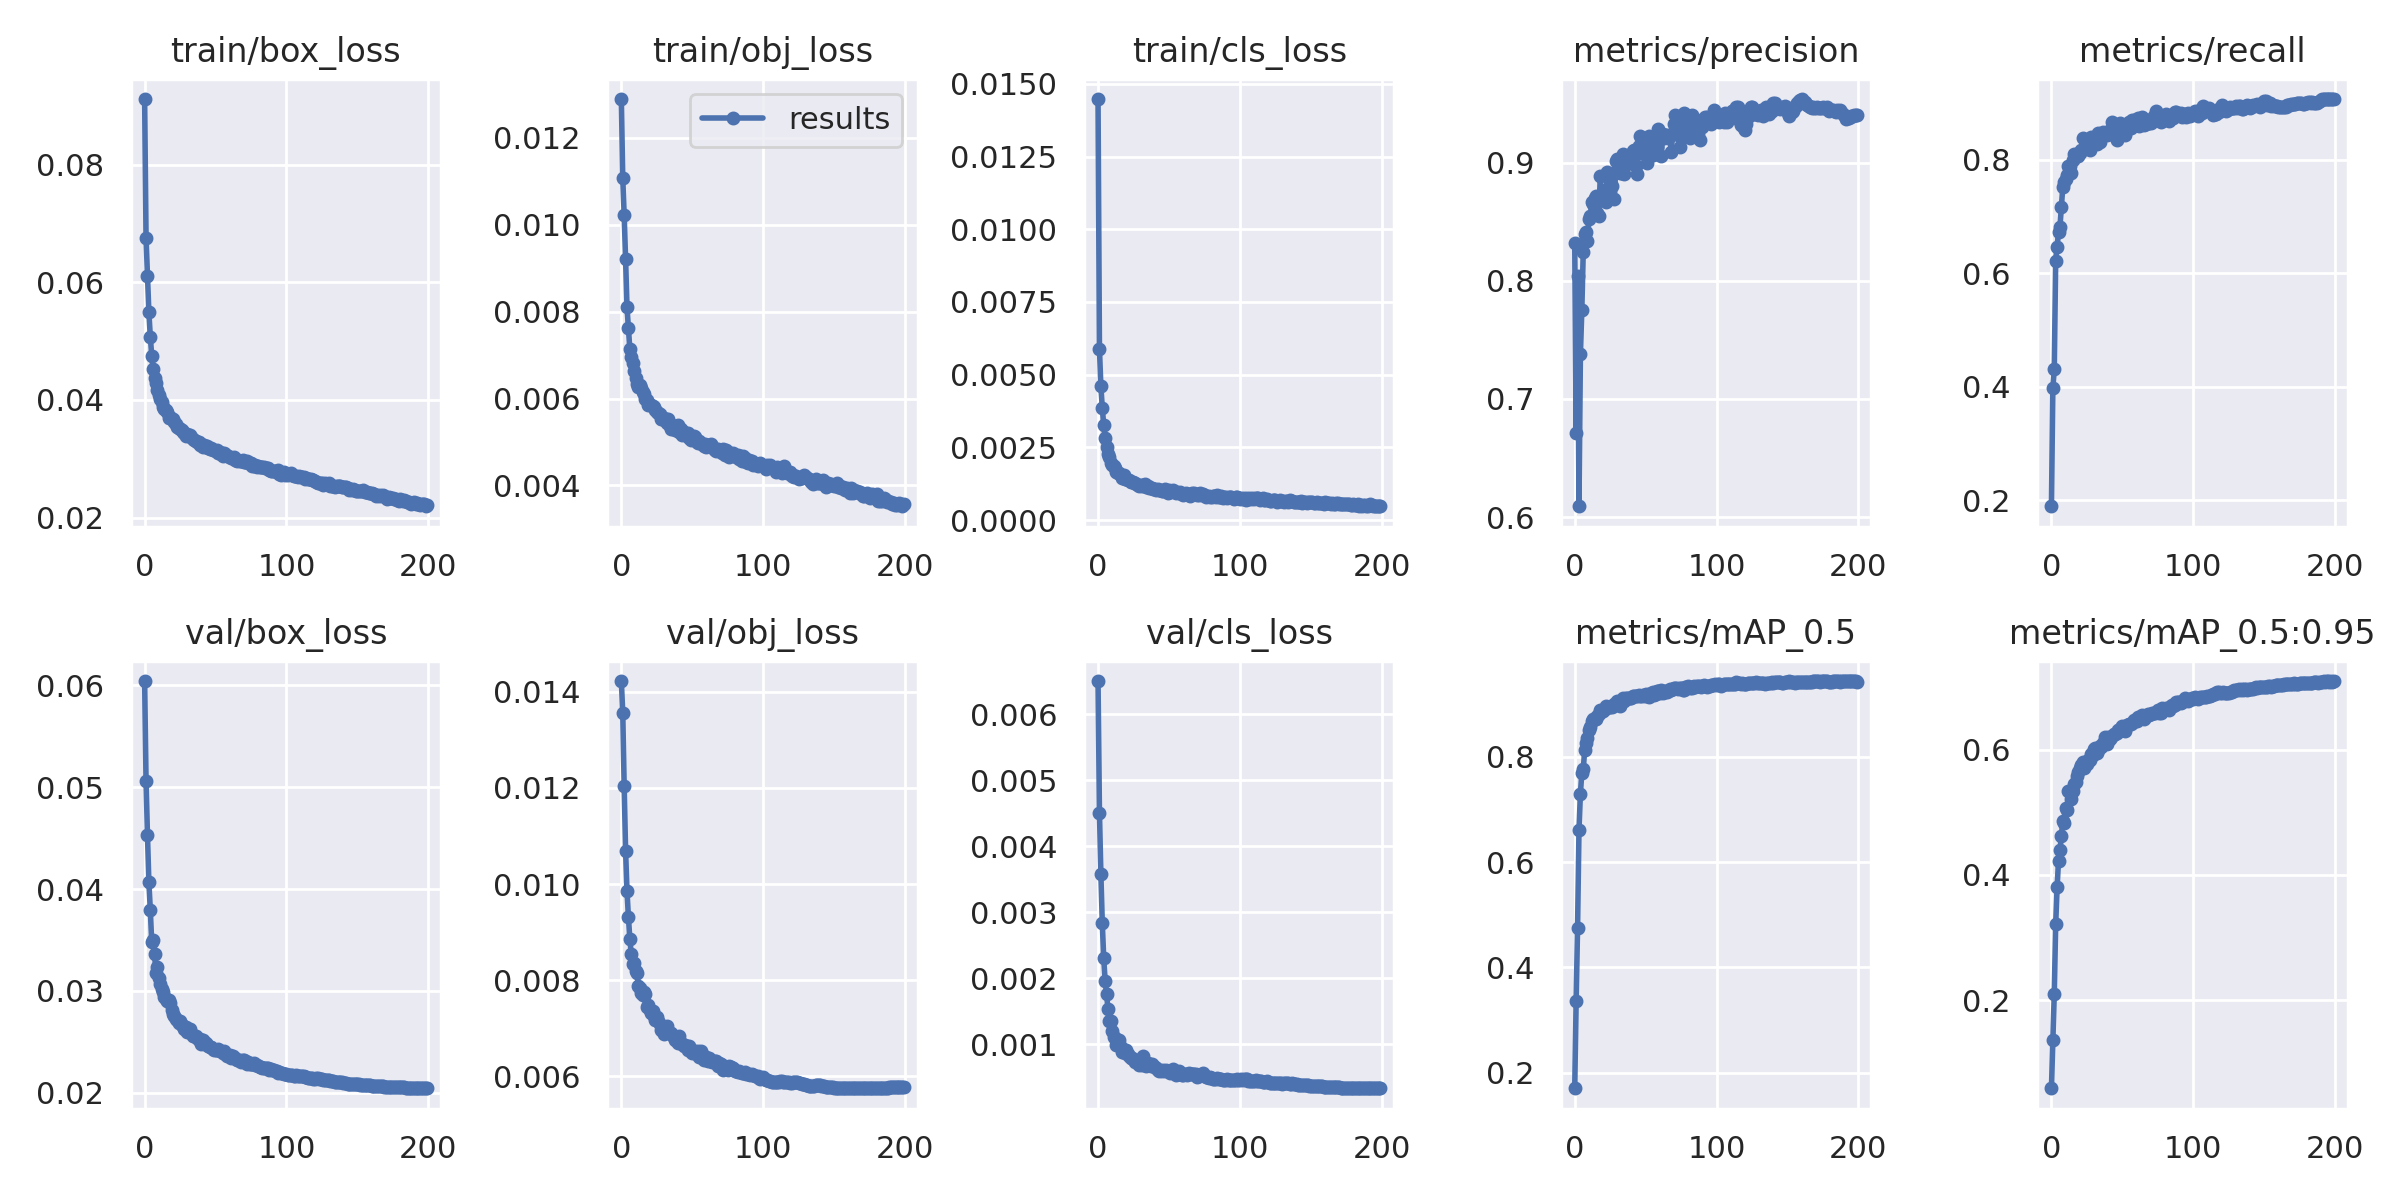 train/box_loss
0.08
0.06
0.04
0.02
0 100 200
train/obj_loss
results
0.012
0.010
0.008
0.006
0.004
0 100 200
train/cls_loss
0.0150
0.0125
0.0100
0.0075
0.0050
0.0025
0.0000
0 100 200
metrics/precision
0.9
0.8
0.7
0.6
0 100 200
metrics/recall
0.8
0.6
0.4
0.2
0 100 200
val/box_loss
0.06
0.05
0.04
0.03
0.02
0 100 200
val/obj_loss
0.014
0.012
0.010
0.008
0.006
0 100 200
val/cls_loss
0.006
0.005
0.004
0.003
0.002
0.001
0 100 200
metrics/mAP_0.5
0.8
0.6
0.4
0.2
0 100 200
metrics/mAP_0.5:0.95
0.6
0.4
0.2
0 100 200